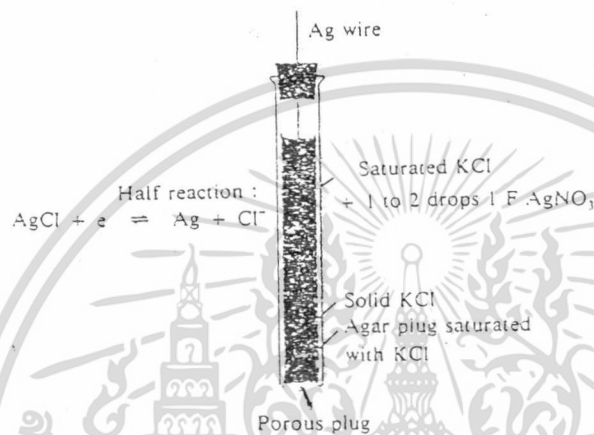 Ag wire
Saturated KCl
+ 1 to 2 drops 1 F AgNO₃
Half reaction :
AgCl + e ⇌ Ag + Cl⁻
Solid KCl
Agar plug saturated
with KCl
Porous plug